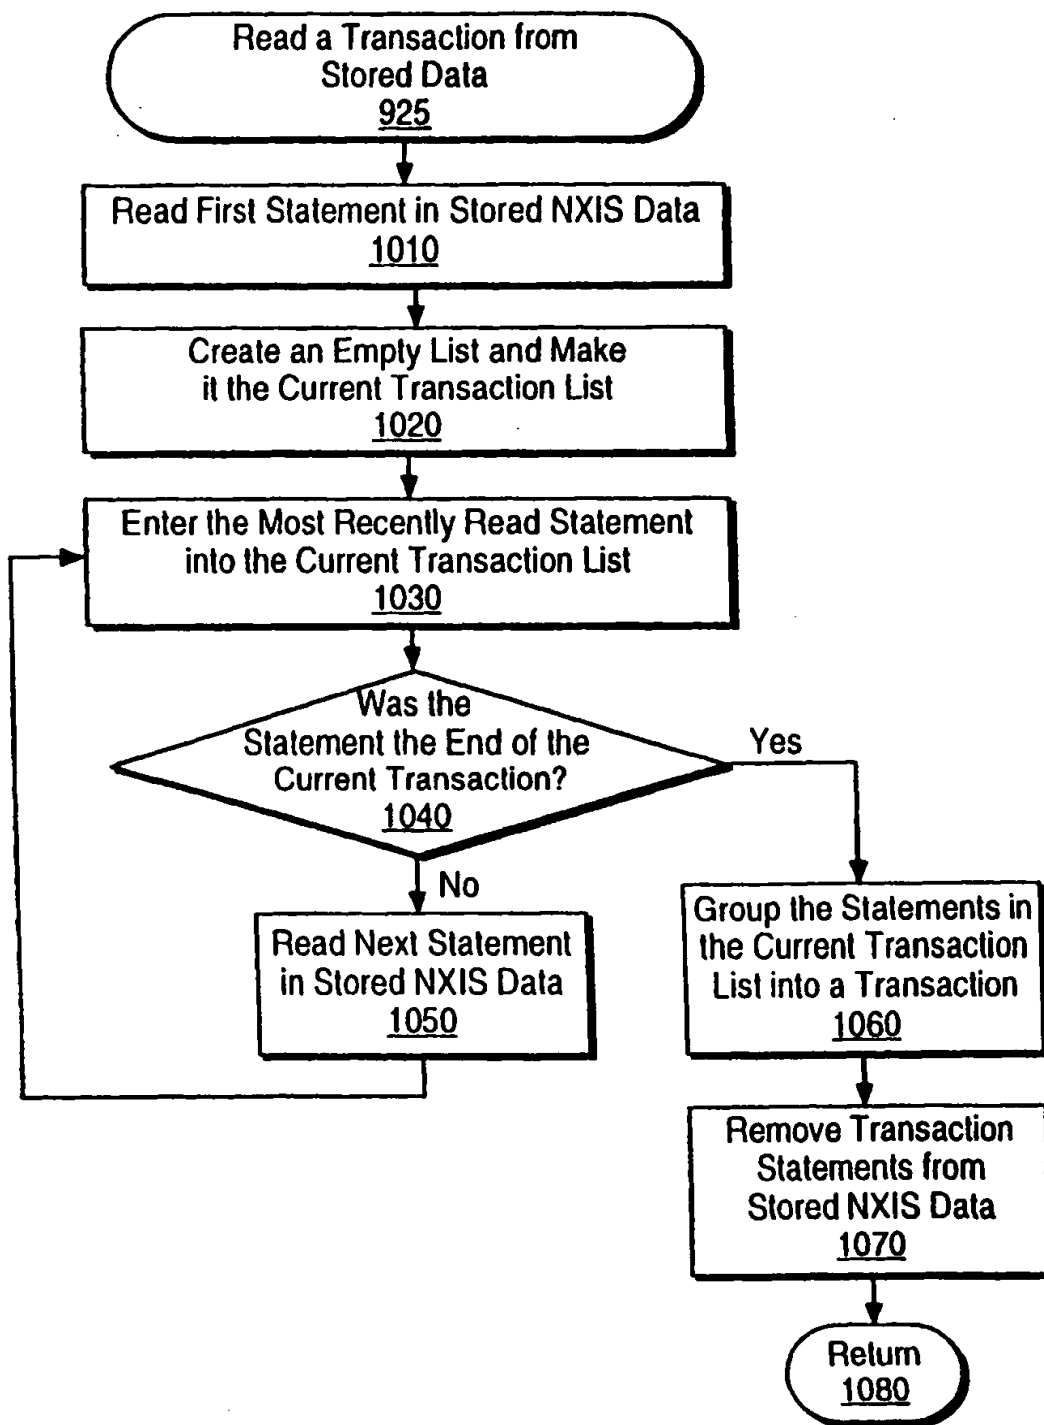 Read a Transaction from
Stored Data
925
Read First Statement in Stored NXIS Data
1010
Create an Empty List and Make
it the Current Transaction List
1020
Enter the Most Recently Read Statement
into the Current Transaction List
1030
Was the
Statement the End of the
Current Transaction?
1040
Yes
No
Read Next Statement
in Stored NXIS Data
1050
Group the Statements in
the Current Transaction
List into a Transaction
1060
Remove Transaction
Statements from
Stored NXIS Data
1070
Return
1080